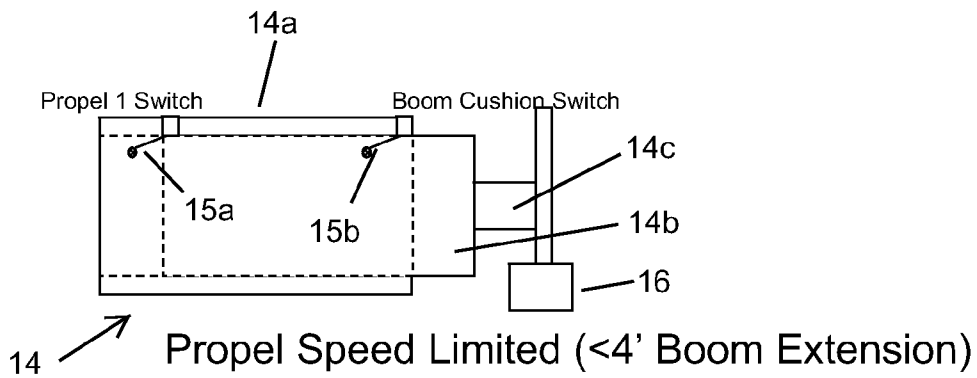 14a
Propel 1 Switch
Boom Cushion Switch
14c
15a
15b
14b
16
14
Propel Speed Limited (<4' Boom Extension)